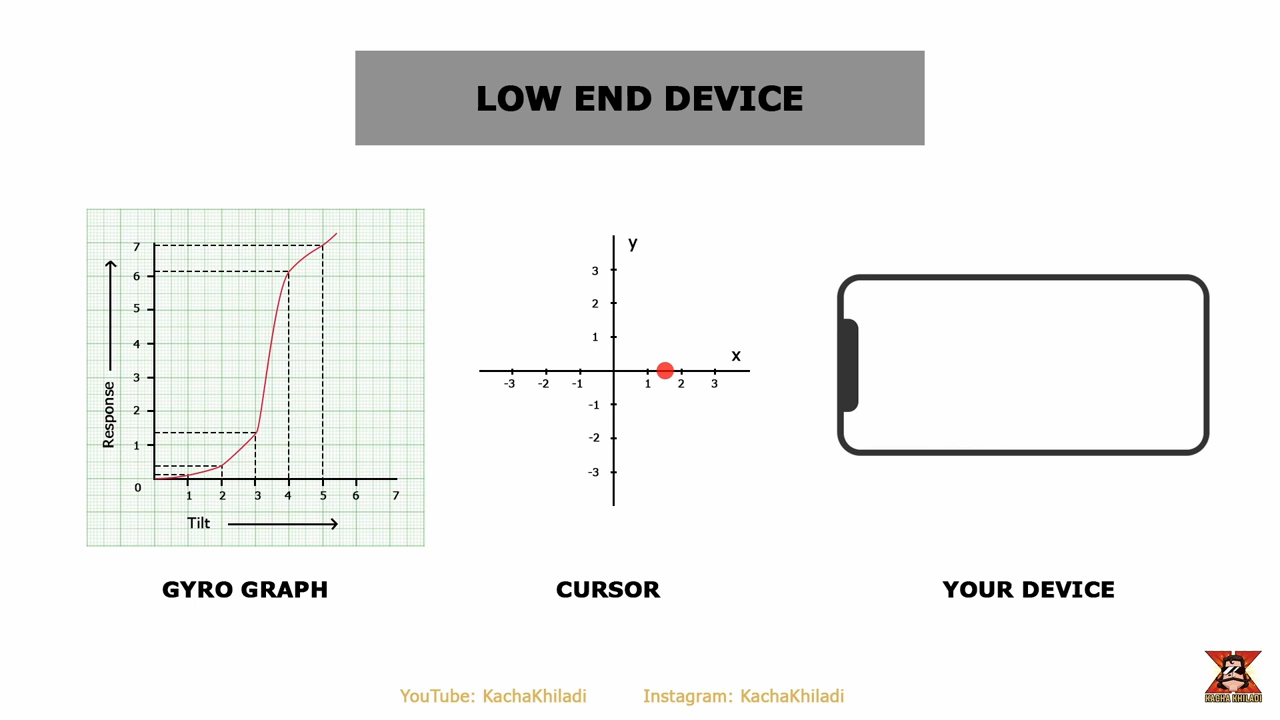 LOW END DEVICE
7
6
5
4
3
2
1
0
1 2 3 4 5 6 7
Response
Tilt
y
x
3
2
1
-3 -2 -1 1 2 3
-1
-2
-3
GYRO GRAPH
CURSOR
YOUR DEVICE
YouTube: KachaKhiladi
Instagram: KachaKhiladi
KACHA KHILADI